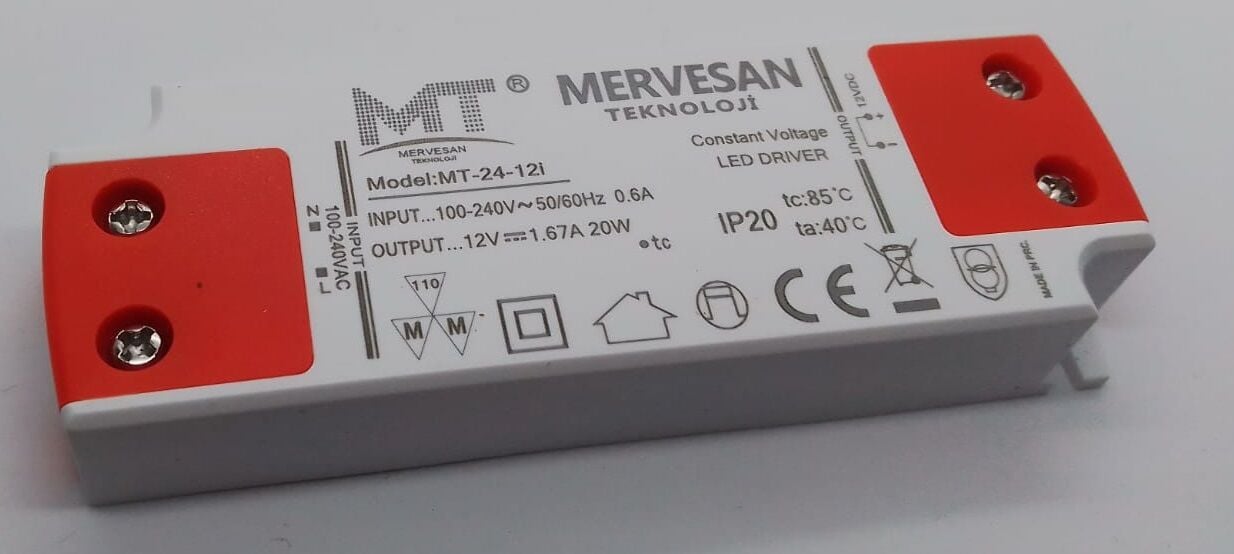 MT®
MERVESAN
TEKNOLOJİ
MERVESAN
TEKNOLOJİ
Model:MT-24-12i
INPUT...100-240V~50/60Hz 0.6A
OUTPUT...12V⎓1.67A 20W
•tc
Constant Voltage
LED DRIVER
IP20
tc:85°C
ta:40°C
INPUT
100-240VAC
N
L
OUTPUT
12VDC
+
-
110
M M
CE
MADE IN PRC.